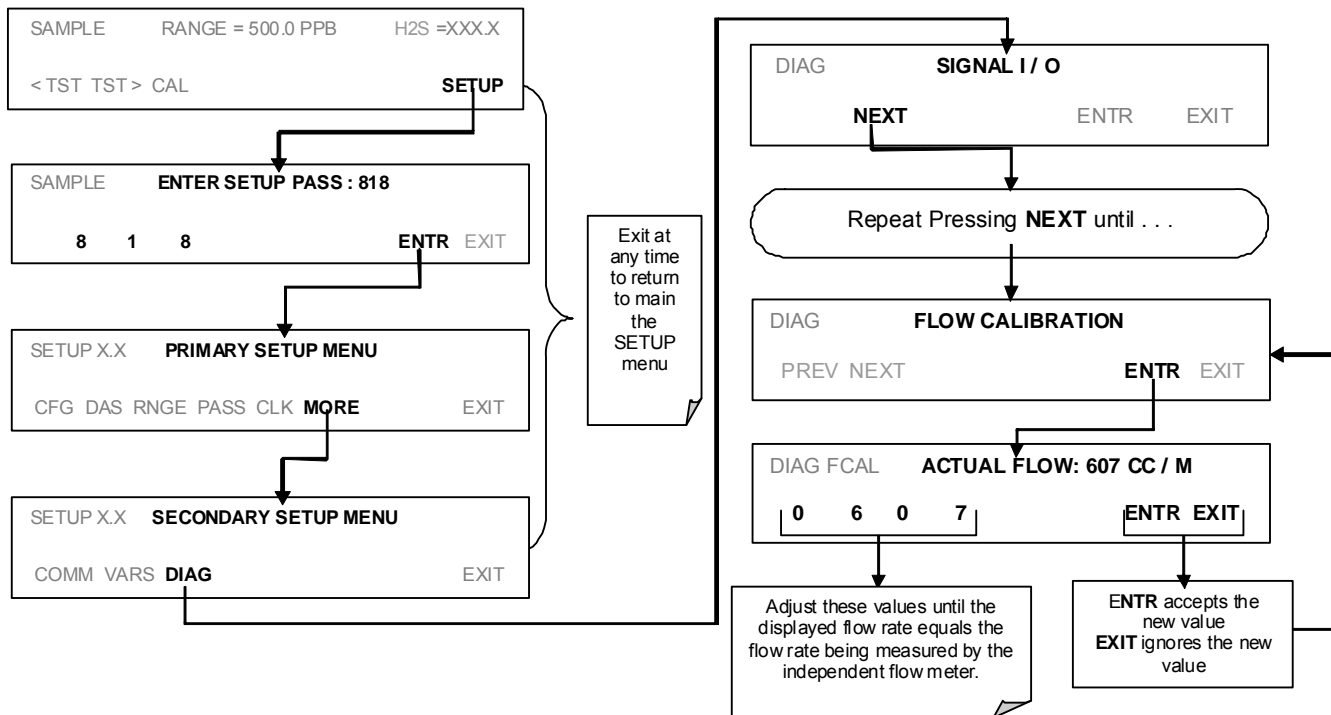 SAMPLE RANGE = 500.0 PPB H2S =XXX.X
< TST TST > CAL SETUP
SAMPLE ENTER SETUP PASS : 818
8 1 8 ENTR EXIT
SETUP X.X PRIMARY SETUP MENU
CFG DAS RNGE PASS CLK MORE EXIT
SETUP X.X SECONDARY SETUP MENU
COMM VARS DIAG EXIT
Exit at
any time
to return
to main
the
SETUP
menu
DIAG SIGNAL I / O
NEXT ENTR EXIT
Repeat Pressing NEXT until . . .
DIAG FLOW CALIBRATION
PREV NEXT ENTR EXIT
DIAG FCAL ACTUAL FLOW: 607 CC / M
0 6 0 7 ENTR EXIT
Adjust these values until the
displayed flow rate equals the
flow rate being measured by the
independent flow meter.
ENTR accepts the
new value
EXIT ignores the new
value